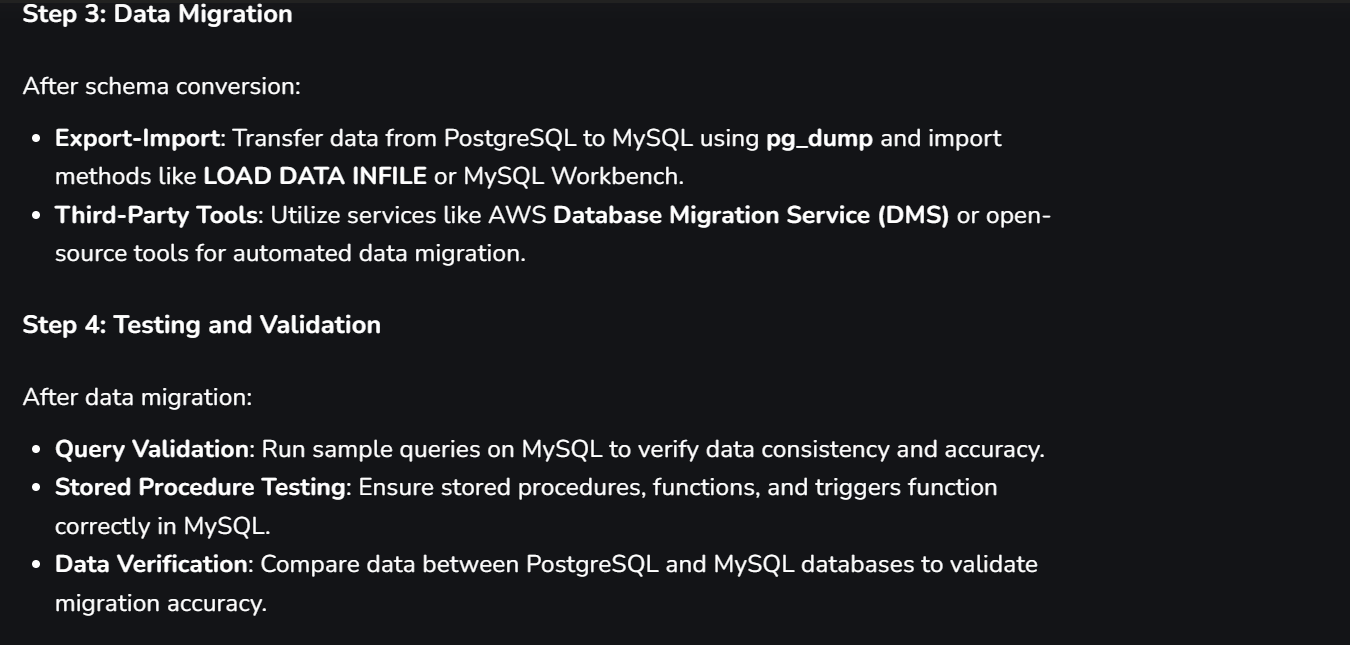 Step 3: Data Migration
After schema conversion:
• Export-Import: Transfer data from PostgreSQL to MySQL using pg_dump and import
methods like LOAD DATA INFILE or MySQL Workbench.
• Third-Party Tools: Utilize services like AWS Database Migration Service (DMS) or open-
source tools for automated data migration.
Step 4: Testing and Validation
After data migration:
• Query Validation: Run sample queries on MySQL to verify data consistency and accuracy.
• Stored Procedure Testing: Ensure stored procedures, functions, and triggers function
correctly in MySQL.
• Data Verification: Compare data between PostgreSQL and MySQL databases to validate
migration accuracy.